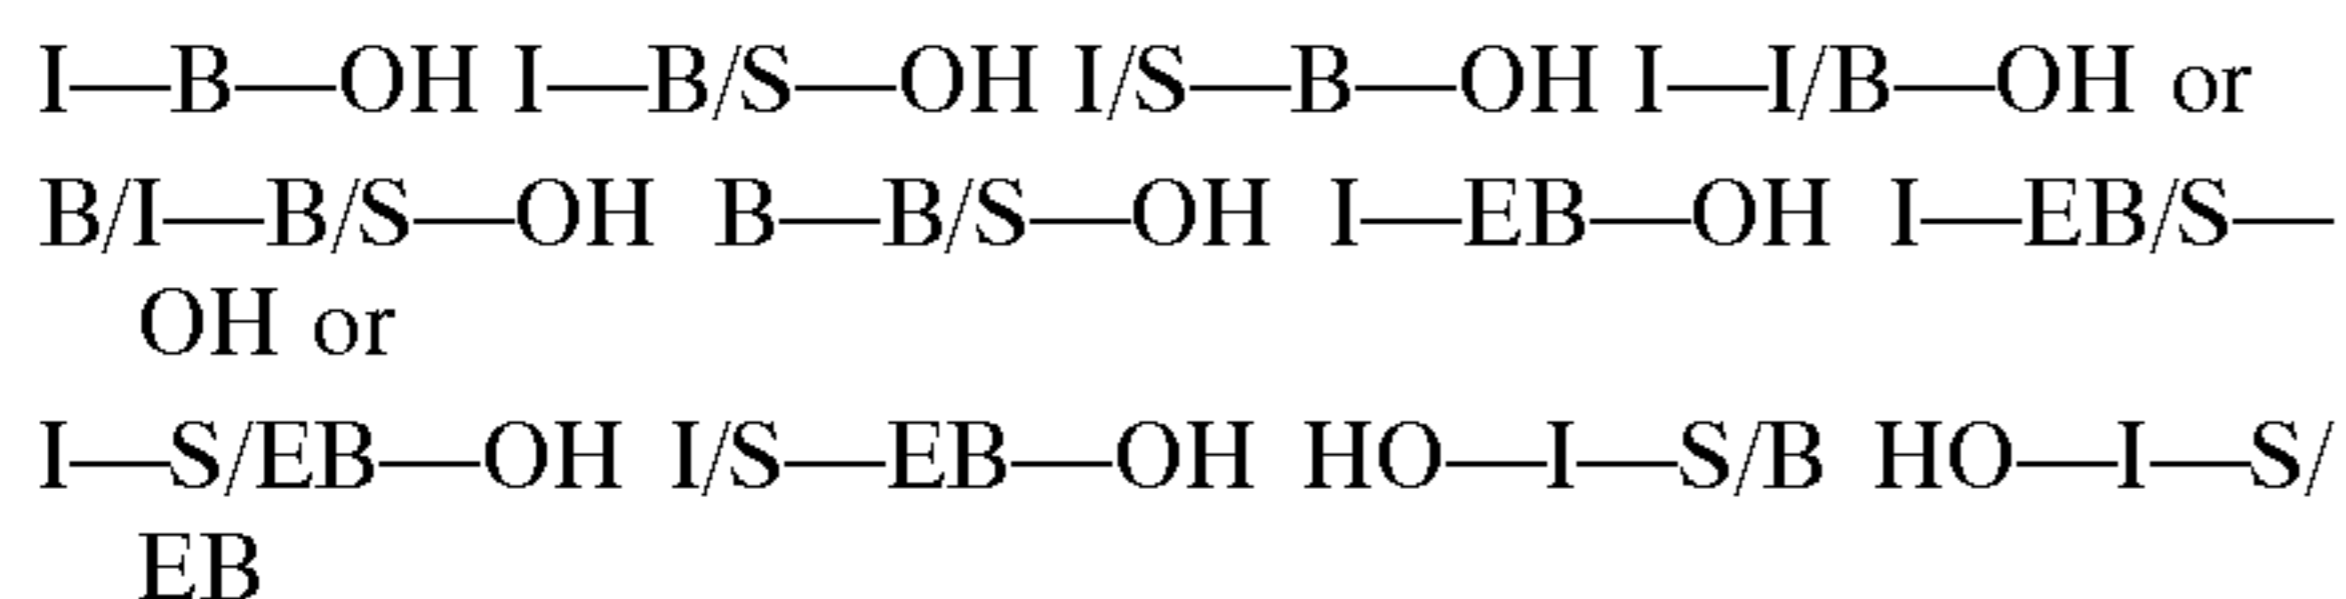 I—B—OH I—B/S—OH I/S—B—OH I—I/B—OH or
B/I—B/S—OH B—B/S—OH I—EB—OH I—EB/S—
OH or
I—S/EB—OH I/S—EB—OH HO—I—S/B HO—I—S/
EB